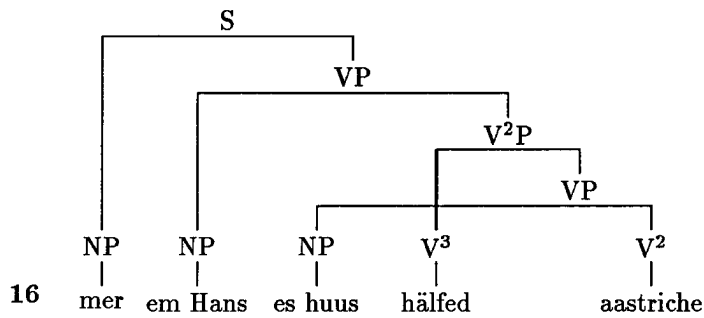 S
VP
V²P
VP
NP NP NP V³ V²
16 mer em Hans es huus hälfed aastriche